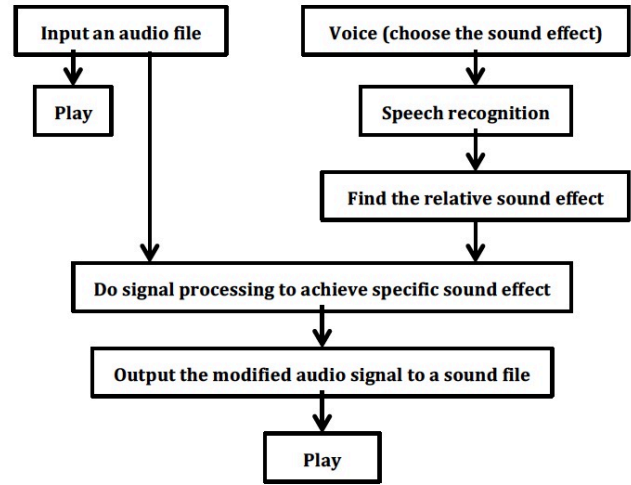 Input an audio file
Voice (choose the sound effect)
Play
Speech recognition
Find the relative sound effect
Do signal processing to achieve specific sound effect
Output the modified audio signal to a sound file
Play